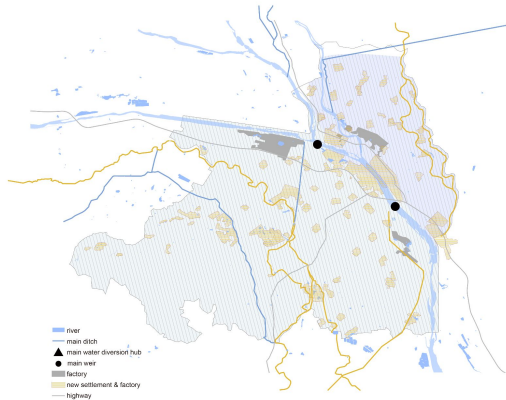 river
main ditch
main water diversion hub
main weir
factory
new settlement & factory
highway